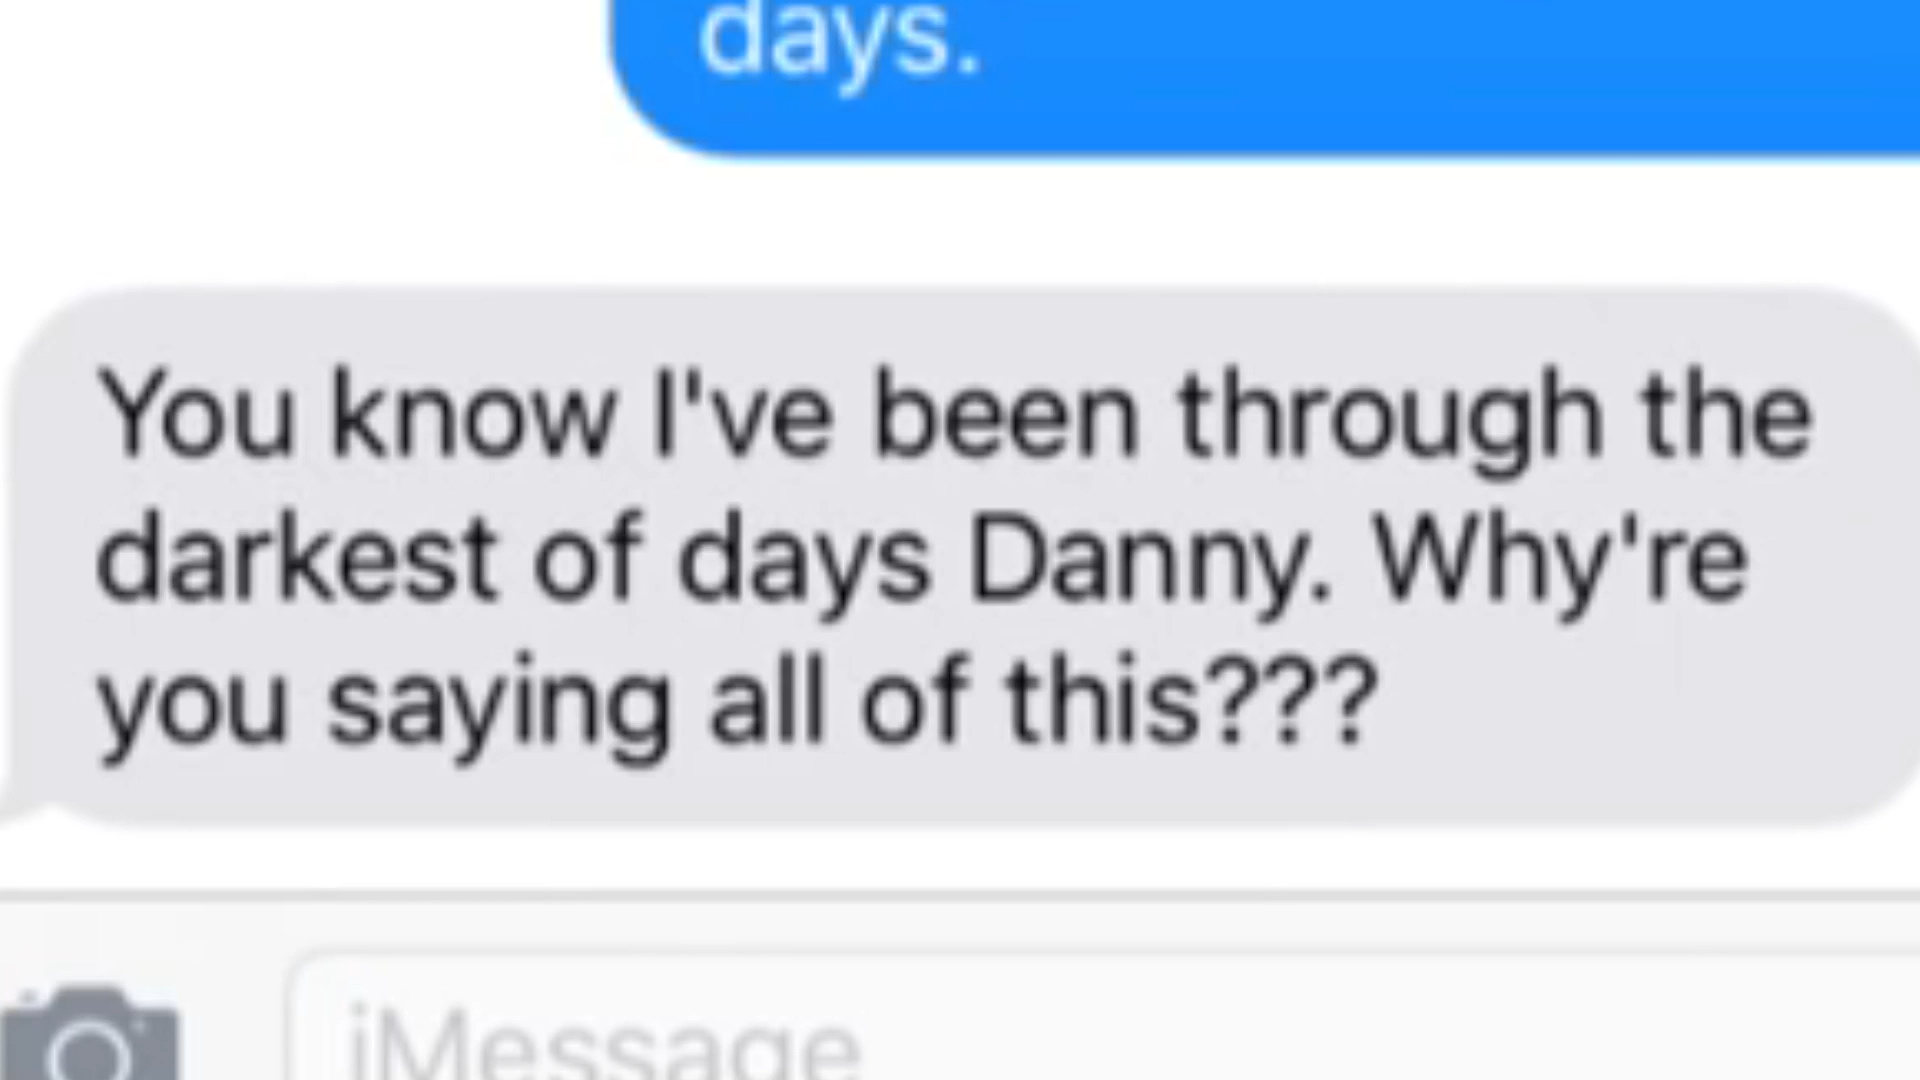 days.
You know I've been through the
darkest of days Danny. Why're
you saying all of this???
iMessage